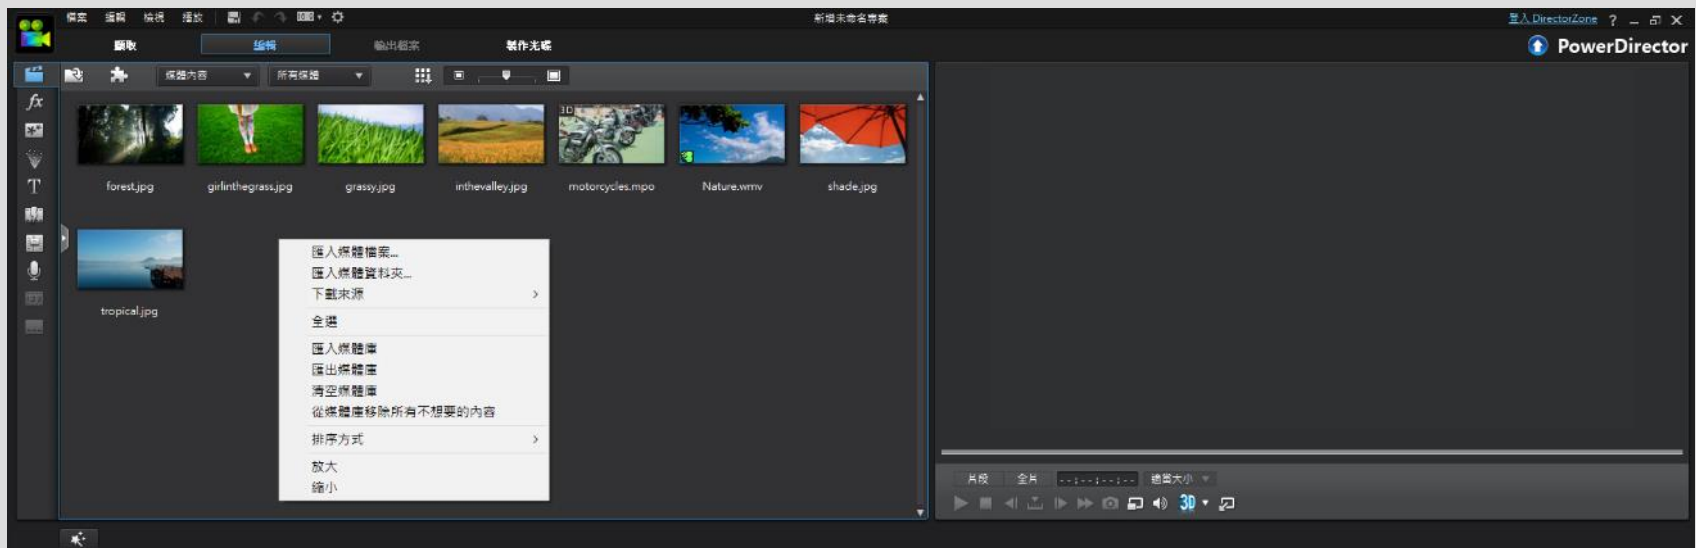 檔案 編輯 檢視 播放
新增未命名專案
登入 DirectorZone ?
擷取 編輯 輸出檔案 製作光碟
PowerDirector
媒體內容 所有媒體
fx
T
3D
forest.jpg girlinthegrass.jpg grassy.jpg inthevalley.jpg motorcycles.mpo Nature.wmv shade.jpg
tropical.jpg
匯入媒體檔案...
匯入媒體資料夾...
下載來源
全選
匯入媒體庫
匯出媒體庫
清空媒體庫
從媒體庫移除所有不想要的內容
排序方式
放大
縮小
片段 全片 --:--:--:-- 適當大小
3D